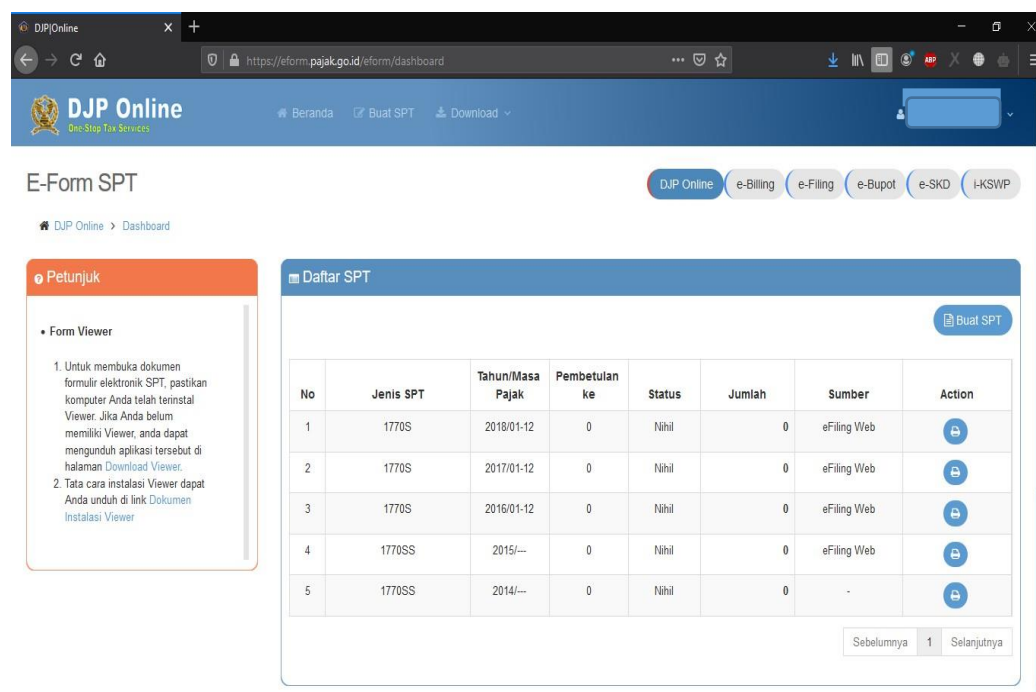 DJP|Online
https://eform.pajak.go.id/eform/dashboard
ABP
DJP Online
One-Stop Tax Services
Beranda
Buat SPT
Download
E-Form SPT
DJP Online
e-Billing
e-Filing
e-Bupot
e-SKD
i-KSWP
DJP Online > Dashboard
Petunjuk
• Form Viewer
1. Untuk membuka dokumen
formulir elektronik SPT, pastikan
komputer Anda telah terinstal
Viewer. Jika Anda belum
memiliki Viewer, anda dapat
mengunduh aplikasi tersebut di
halaman Download Viewer.
2. Tata cara instalasi Viewer dapat
Anda unduh di link Dokumen
Instalasi Viewer
Daftar SPT
Buat SPT
No Jenis SPT Tahun/Masa Pajak Pembetulan ke Status Jumlah Sumber Action
1 1770S 2018/01-12 0 Nihil 0 eFiling Web
2 1770S 2017/01-12 0 Nihil 0 eFiling Web
3 1770S 2016/01-12 0 Nihil 0 eFiling Web
4 1770SS 2015/--- 0 Nihil 0 eFiling Web
5 1770SS 2014/--- 0 Nihil 0 -
Sebelumnya 1 Selanjutnya